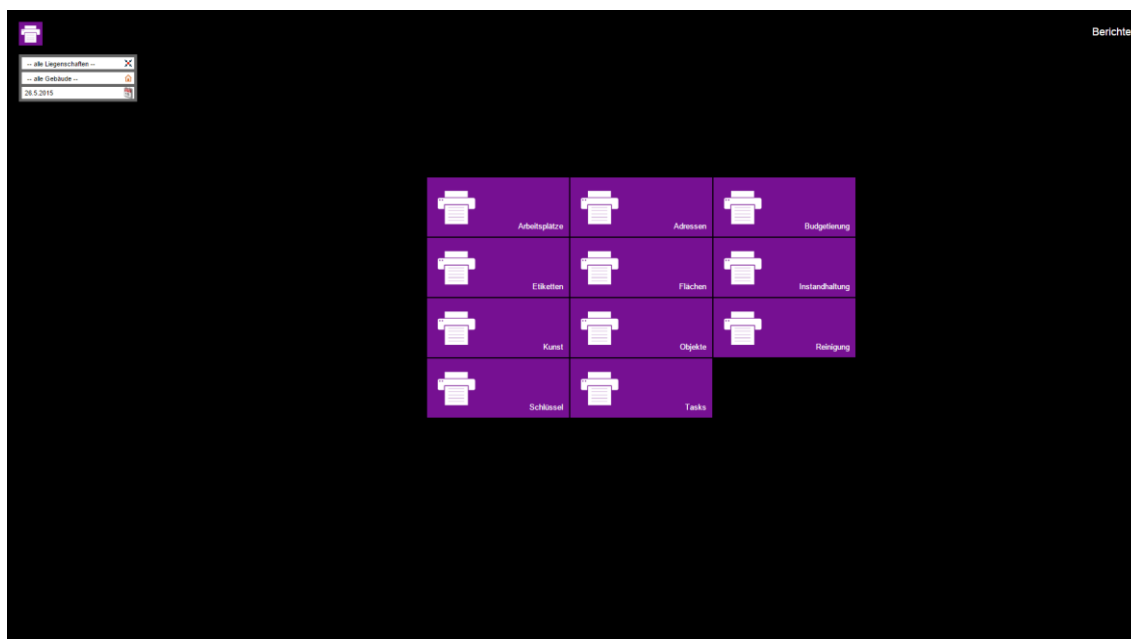 Berichte
-- alle Liegenschaften --
-- alle Gebäude --
26.5.2015
Arbeitsplätze
Adressen
Budgetierung
Etiketten
Flächen
Instandhaltung
Kunst
Objekte
Reinigung
Schlüssel
Tasks